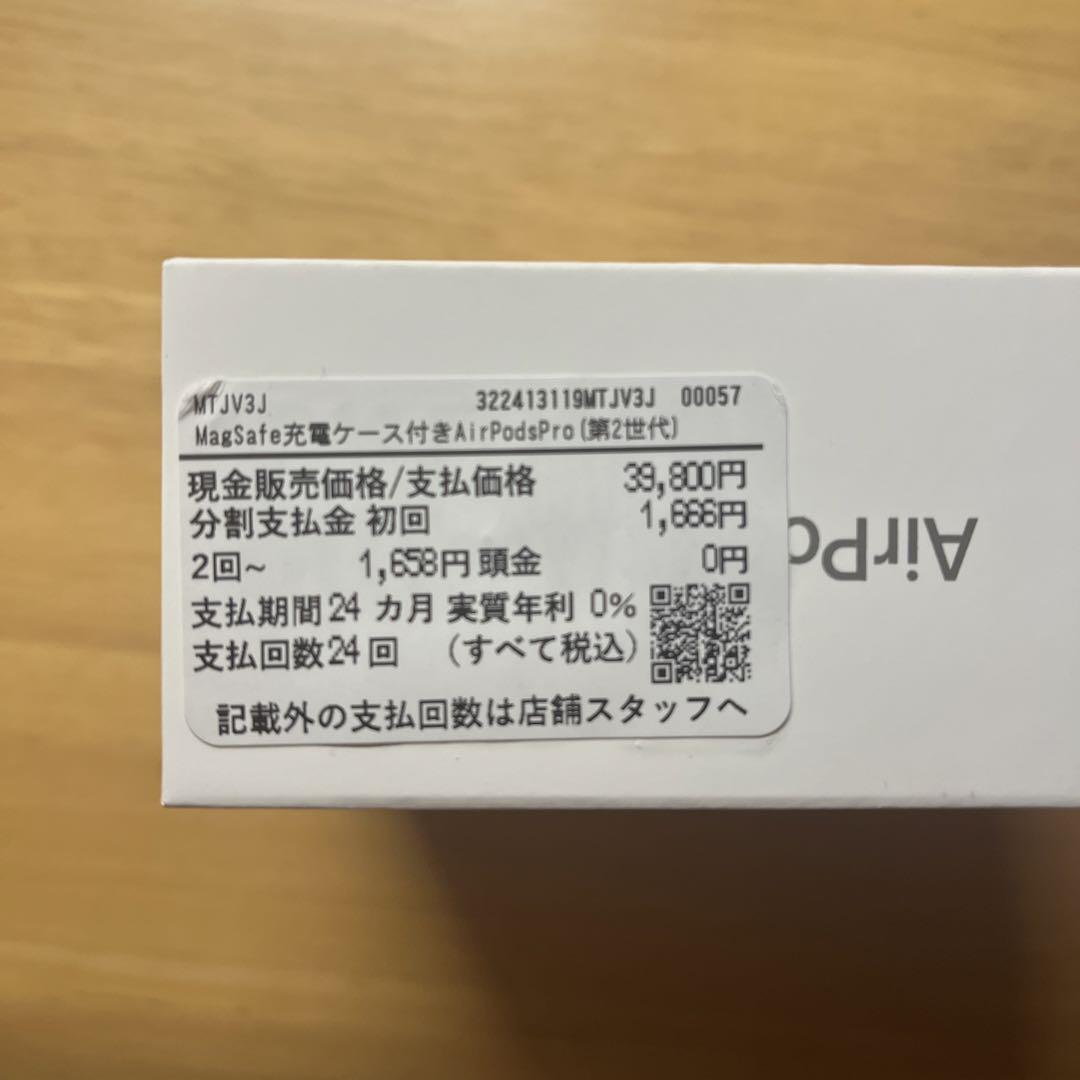 MTJV3J 322413119MTJV3J 00057
MagSafe充電ケース付きAirPodsPro(第2世代)
現金販売価格/支払価格 39,800円
分割支払金 初回 1,666円
2回~ 1,658円 頭金 0円
支払期間 24 カ月 実質年利 0%
支払回数 24 回 (すべて税込)
記載外の支払回数は店舗スタッフへ
AirPo